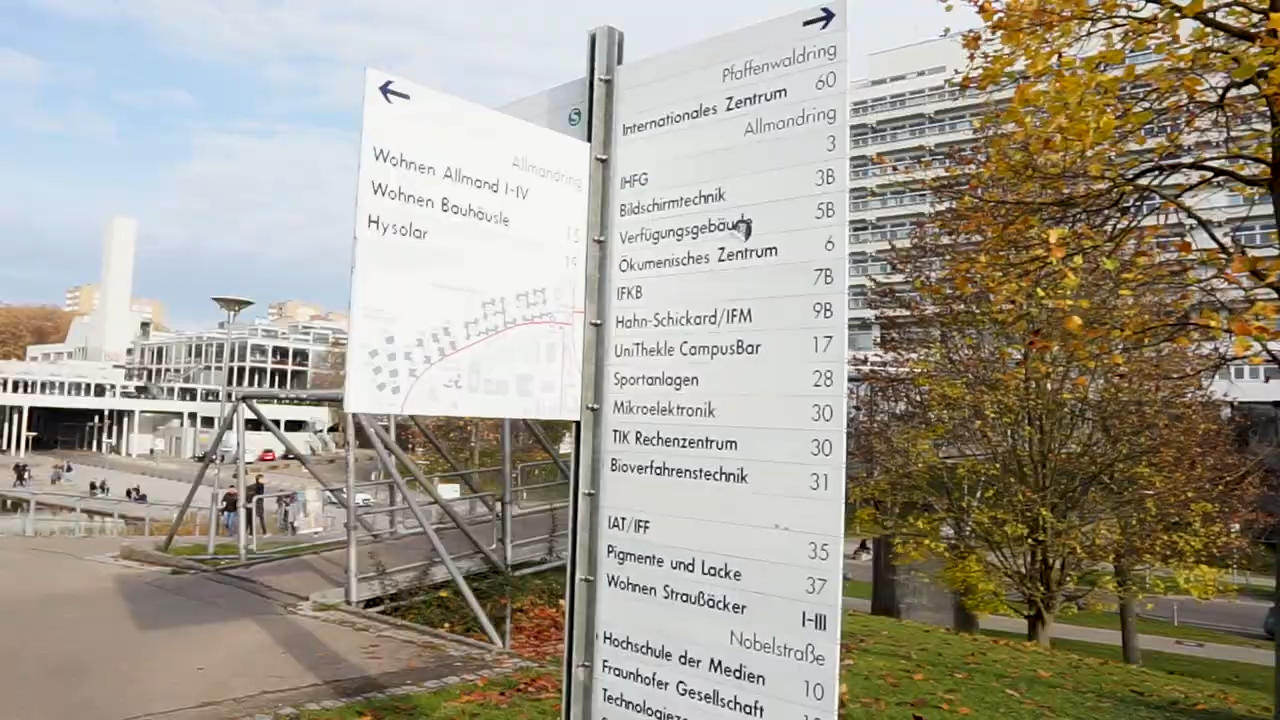 Allmandring
Wohnen Allmand I-IV
Wohnen Bauhäusle 15
Hysolar 19
S
Pfaffenwaldring
Internationales Zentrum 60
Allmandring
IHFG 3
Bildschirmtechnik 3B
Verfügungsgebäude 5B
Ökumenisches Zentrum 6
IFKB 7B
Hahn-Schickard/IFM 9B
UniThekle CampusBar 17
Sportanlagen 28
Mikroelektronik 30
TIK Rechenzentrum 30
Bioverfahrenstechnik 31
IAT/IFF 35
Pigmente und Lacke 37
Wohnen Straußäcker I-III
Nobelstraße
Hochschule der Medien 10
Fraunhofer Gesellschaft